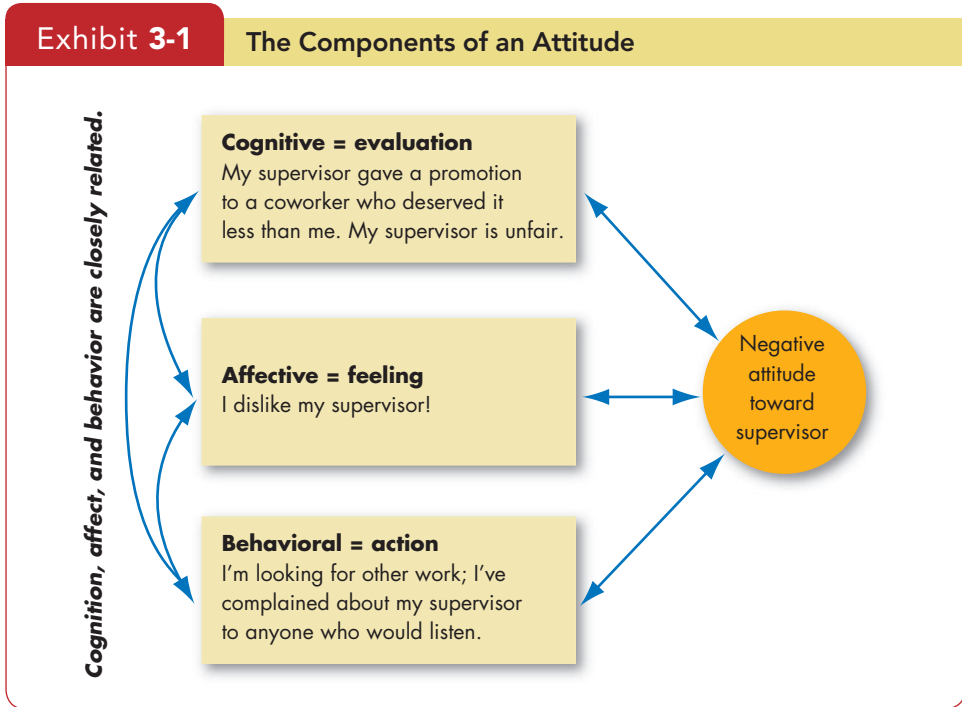 Exhibit 3-1
The Components of an Attitude
Cognition, affect, and behavior are closely related.
Cognitive = evaluation
My supervisor gave a promotion
to a coworker who deserved it
less than me. My supervisor is unfair.
Affective = feeling
I dislike my supervisor!
Behavioral = action
I'm looking for other work; I've
complained about my supervisor
to anyone who would listen.
Negative
attitude
toward
supervisor